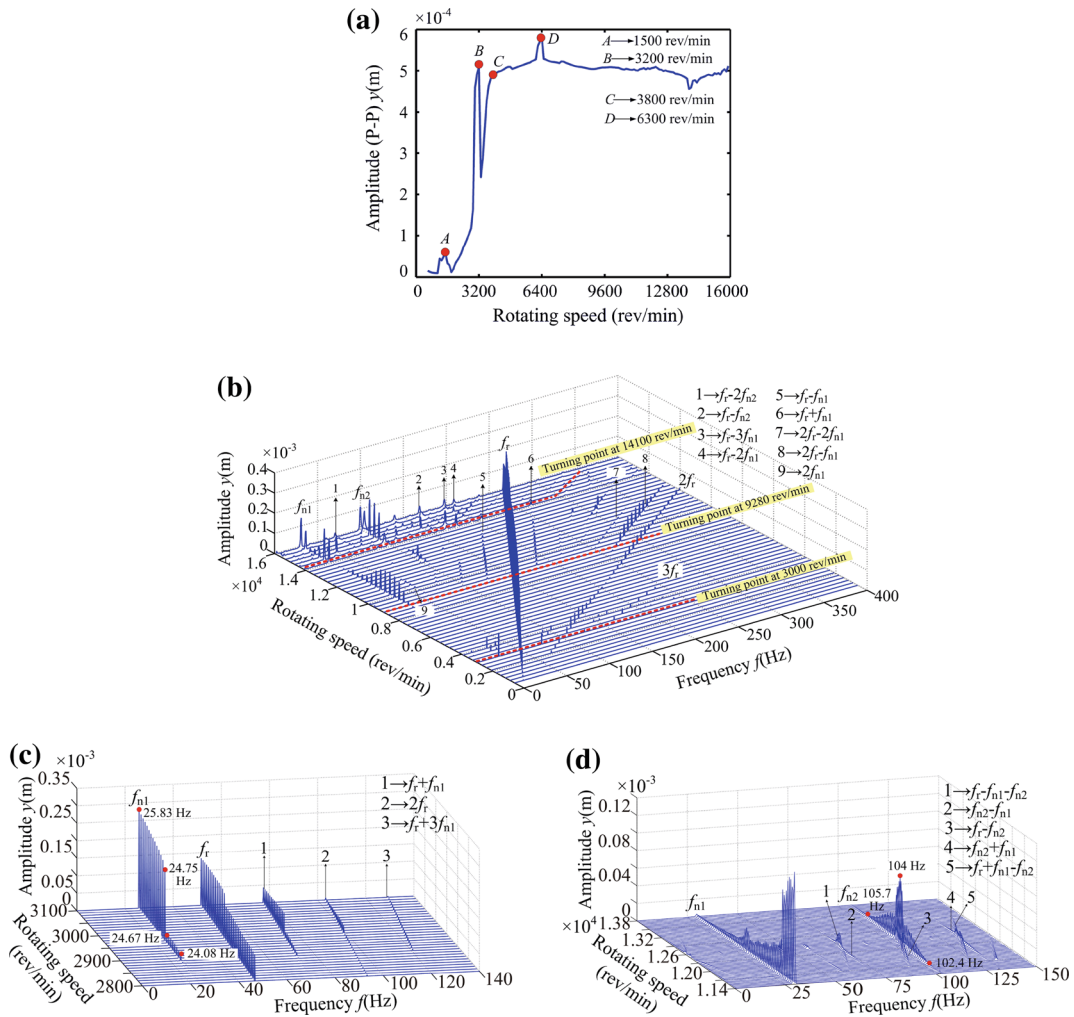 (a)
×10⁻⁴
Amplitude (P-P) y(m)
6
5
4
3
2
1
0
A
B
C
D
A→1500 rev/min
B→3200 rev/min
C→3800 rev/min
D→6300 rev/min
0 3200 6400 9600 12800 16000
Rotating speed (rev/min)
(b)
×10⁻³
Amplitude y(m)
0.4
0.3
0.2
0.1
0
fn1
1
fn2
2
3
4
5
fr
6
7
8
2fr
3fr
9
1→fr-2fn2
2→fr-fn2
3→fr-3fn1
4→fr-2fn1
5→fr-fn1
6→fr+fn1
7→2fr-2fn1
8→2fr-fn1
9→2fn1
Turning point at 14100 rev/min
Turning point at 9280 rev/min
Turning point at 3000 rev/min
1.6 1.4 1.2 1 0.8 0.6 0.4 0.2 0
×10⁴
Rotating speed (rev/min)
0 50 100 150 200 250 300 350 400
Frequency f(Hz)
(c)
×10⁻³
Amplitude y(m)
0.35
0.25
0.15
0.05
0
fn1
25.83 Hz
24.75 Hz
24.67 Hz
24.08 Hz
fr
1
2
3
1→fr+fn1
2→2fr
3→fr+3fn1
3100 3000 2900 2800
Rotating speed (rev/min)
0 20 40 60 80 100 120 140
Frequency f(Hz)
(d)
×10⁻³
Amplitude y(m)
0.12
0.08
0.04
0
fn1
1
fn2
2
105.7 Hz
104 Hz
3
4
5
102.4 Hz
1→fr-fn1-fn2
2→fn2-fn1
3→fr-fn2
4→fn2+fn1
5→fr+fn1-fn2
×10⁴
1.38 1.32 1.26 1.20 1.14
Rotating speed (rev/min)
0 25 50 75 100 125 150
Frequency f(Hz)